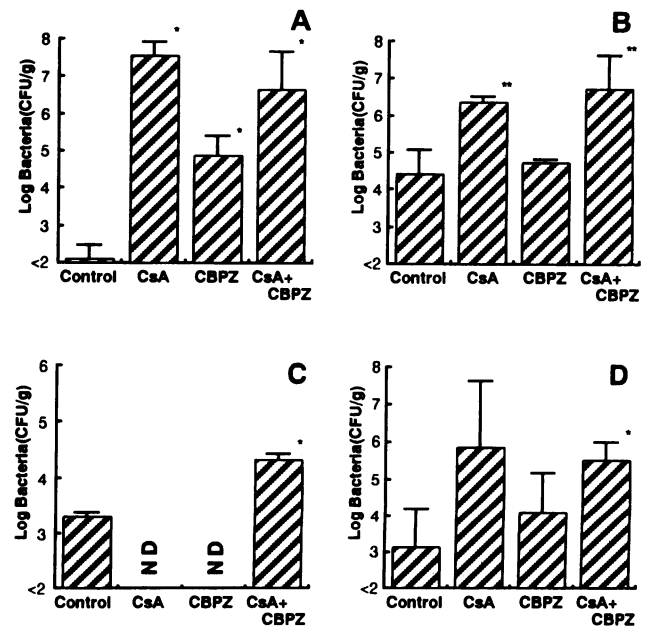 A
Log Bacteria(CFU/g)
8
7
6
5
4
3
<2
*
*
*
Control CsA CBPZ CsA+
CBPZ
B
Log Bacteria(CFU/g)
8
7
6
5
4
3
<2
**
**
Control CsA CBPZ CsA+
CBPZ
C
Log Bacteria(CFU/g)
6
5
4
3
<2
ND
ND
*
Control CsA CBPZ CsA+
CBPZ
D
Log Bacteria(CFU/g)
8
7
6
5
4
3
<2
*
Control CsA CBPZ CsA+
CBPZ